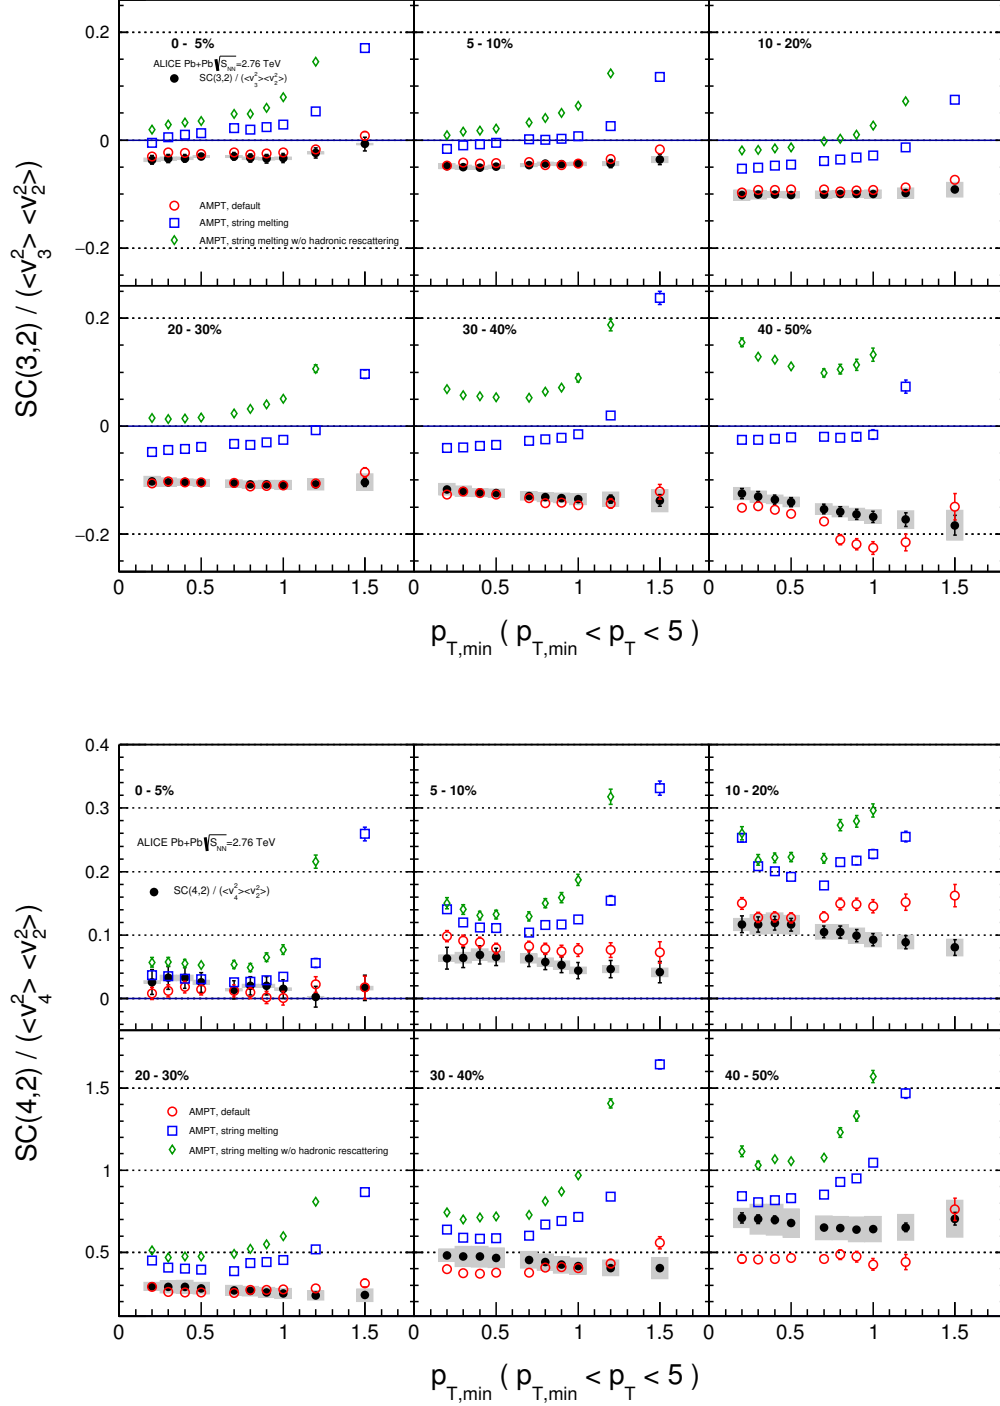 0.2
0 - 5%
5 - 10%
10 - 20%
ALICE Pb+Pb √S_NN=2.76 TeV
SC(3,2) / (<v_3^2><v_2^2>)
0
AMPT, default
AMPT, string melting
AMPT, string melting w/o hadronic rescattering
−0.2
SC(3,2) / (<v_3^2> <v_2^2>)
0.2
20 - 30%
30 - 40%
40 - 50%
0
−0.2
0 0.5 1 1.5 0 0.5 1 1.5 0 0.5 1 1.5
p_T,min ( p_T,min < p_T < 5 )
0.4
0 - 5%
5 - 10%
10 - 20%
0.3
ALICE Pb+Pb √S_NN=2.76 TeV
0.2
SC(4,2) / (<v_4^2><v_2^2>)
0.1
0
SC(4,2) / (<v_4^2> <v_2^2>)
20 - 30%
30 - 40%
40 - 50%
1.5
AMPT, default
AMPT, string melting
AMPT, string melting w/o hadronic rescattering
1
0.5
0 0.5 1 1.5 0 0.5 1 1.5 0 0.5 1 1.5
p_T,min ( p_T,min < p_T < 5 )